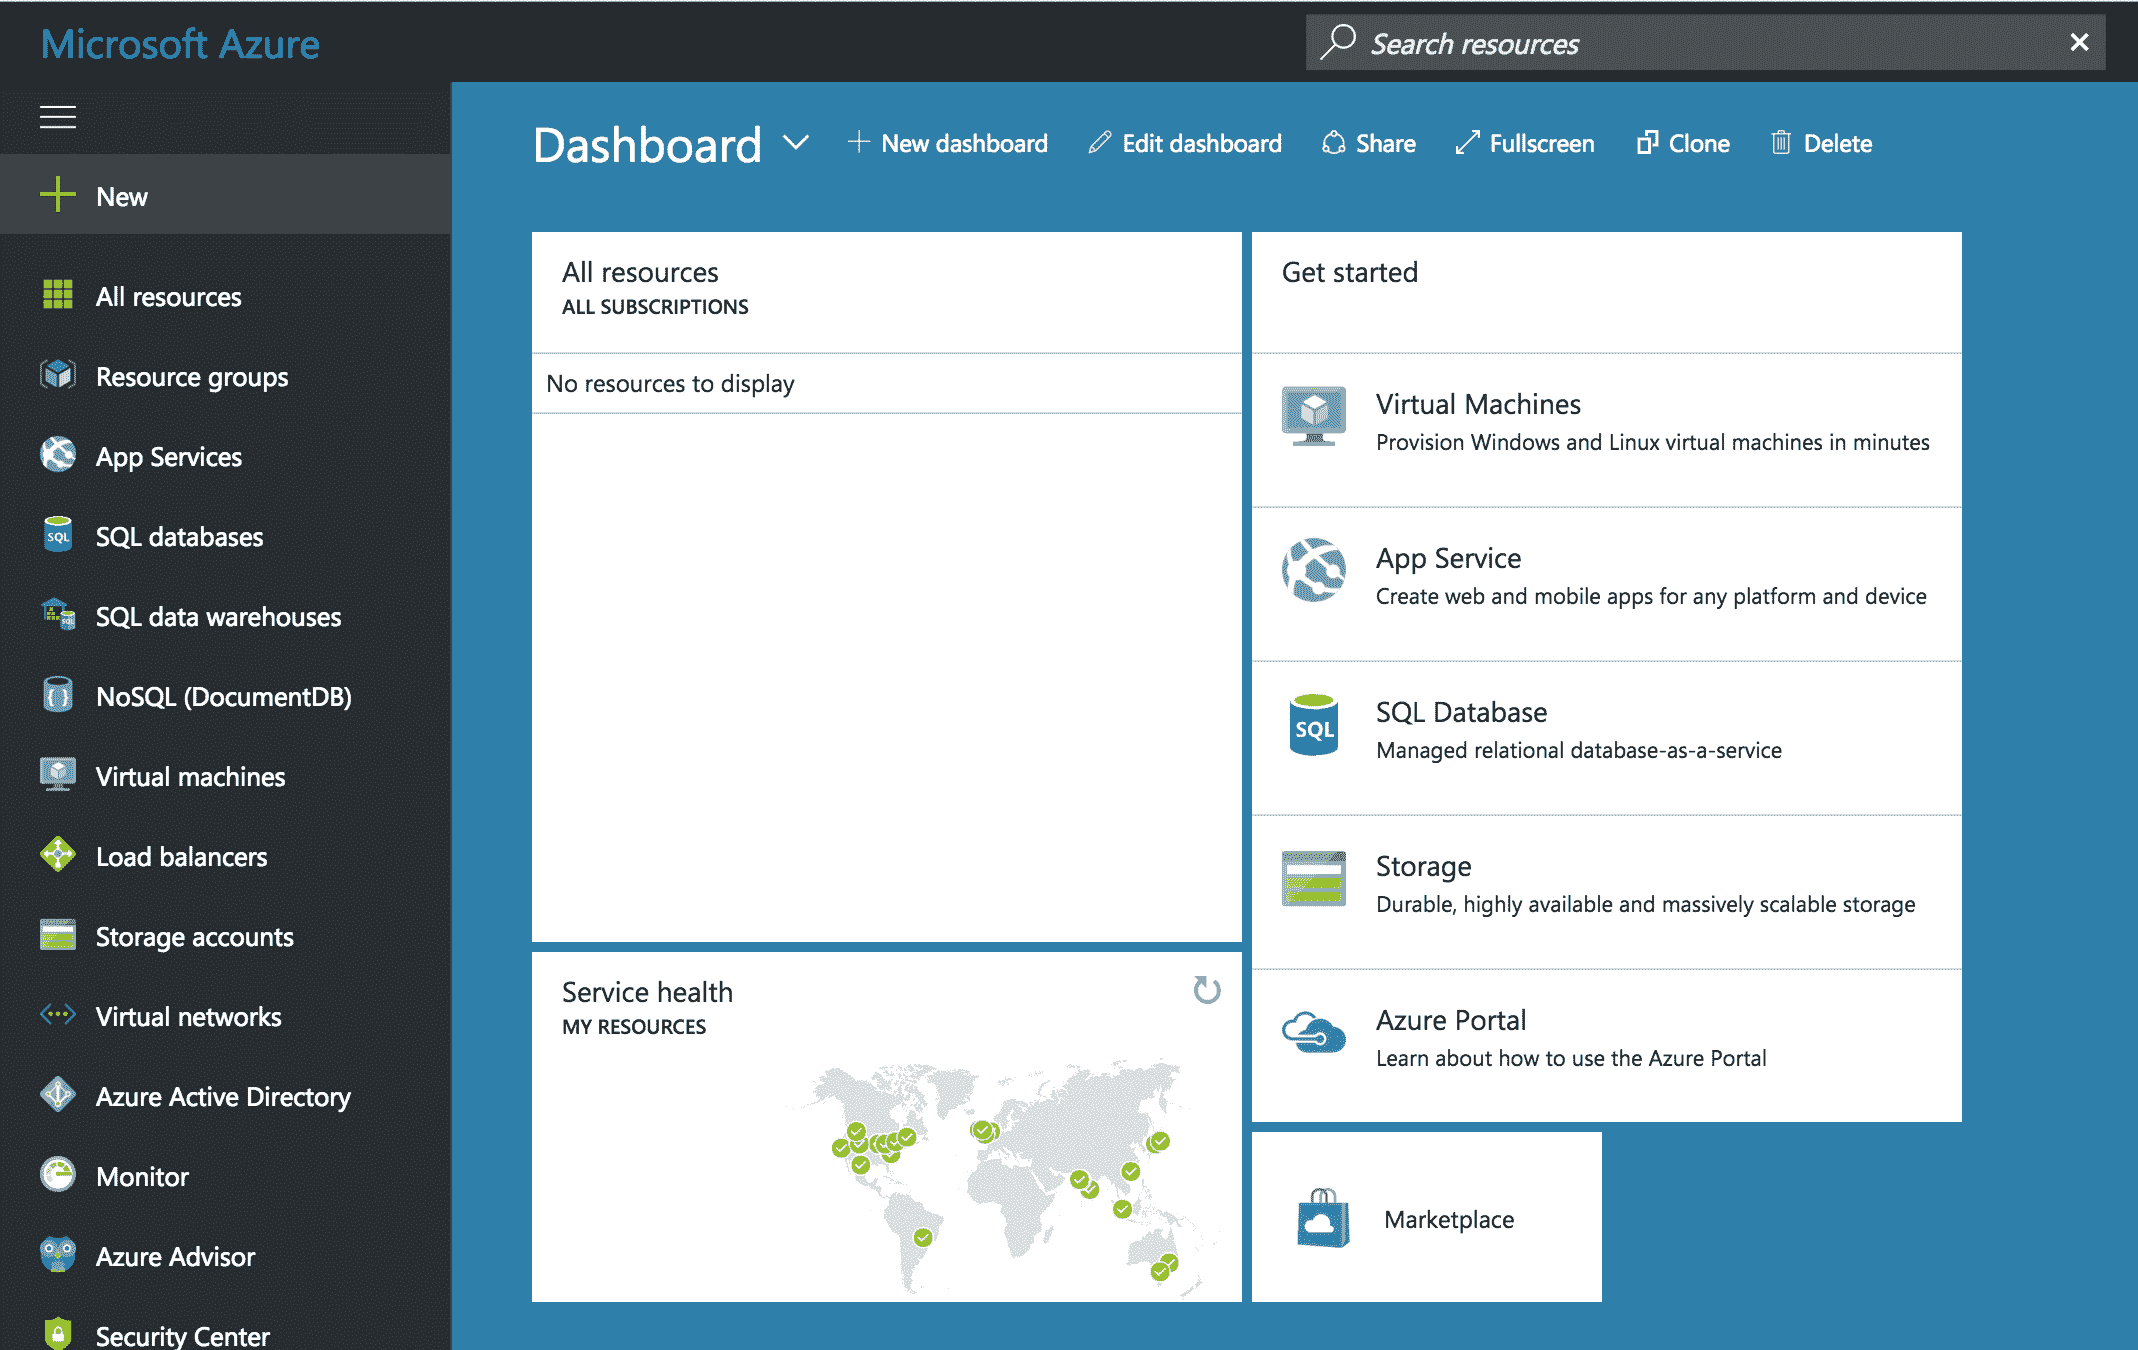 Microsoft Azure
Search resources
New
All resources
Resource groups
App Services
SQL
SQL databases
SQL
SQL data warehouses
NoSQL (DocumentDB)
Virtual machines
Load balancers
Storage accounts
Virtual networks
Azure Active Directory
Monitor
Azure Advisor
Security Center
Dashboard
New dashboard
Edit dashboard
Share
Fullscreen
Clone
Delete
All resources
ALL SUBSCRIPTIONS
No resources to display
Service health
MY RESOURCES
Get started
Virtual Machines
Provision Windows and Linux virtual machines in minutes
App Service
Create web and mobile apps for any platform and device
SQL
SQL Database
Managed relational database-as-a-service
Storage
Durable, highly available and massively scalable storage
Azure Portal
Learn about how to use the Azure Portal
Marketplace